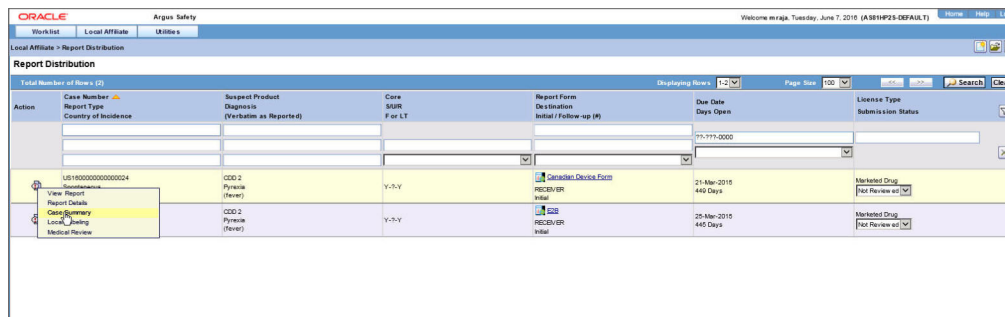 ORACLE Argus Safety Welcome mraja, Tuesday, June 7, 2016 (AS81HP25-DEFAULT) Home Help
Worklist Local Affiliate Utilities
Local Affiliate > Report Distribution
Report Distribution
Total Number of Rows (2) Displaying Rows 1-2 Page Size 100 << >> Search Cle
Action
Case Number
Report Type
Country of Incidence
Suspect Product
Diagnosis
(Verbatim as Reported)
Core
S/U/R
F or LT
Report Form
Destination
Initial / Follow-up (#)
Due Date
Days Open
License Type
Submission Status
??-???-0000
US1600000000000024
Spontaneous
CDD 2
Pyrexia
(fever)
Y-?-Y
Canadian Device Form
RECEIVER
Initial
21-Mar-2015
449 Days
Marketed Drug
Not Reviewed
View Report
Report Details
Case Summary
Local Labeling
Medical Review
CDD 2
Pyrexia
(fever)
Y-?-Y
E2B
RECEIVER
Initial
25-Mar-2015
445 Days
Marketed Drug
Not Reviewed